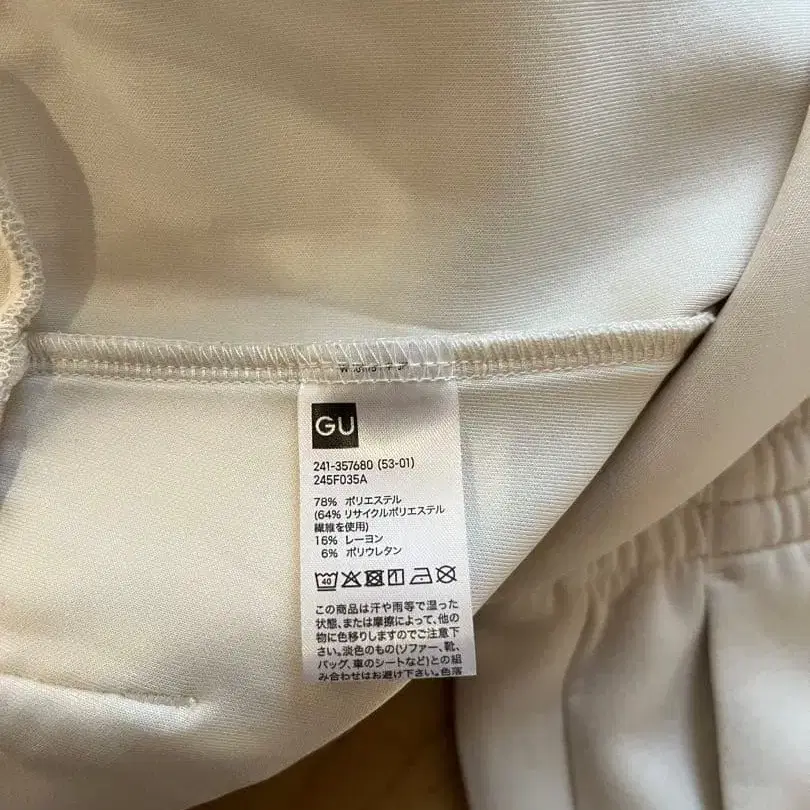 GU
241-357680 (53-01)
245F035A
78% ポリエステル
(64% リサイクルポリエステル
繊維を使用)
16% レーヨン
6% ポリウレタン
40
この商品は汗や雨等で湿った
状態、または摩擦によって、他の
物に色移りしますのでご注意下
さい。淡色のもの(ソファー、靴、
バッグ、車のシートなど)との組
み合わせはお避け下さい。色落